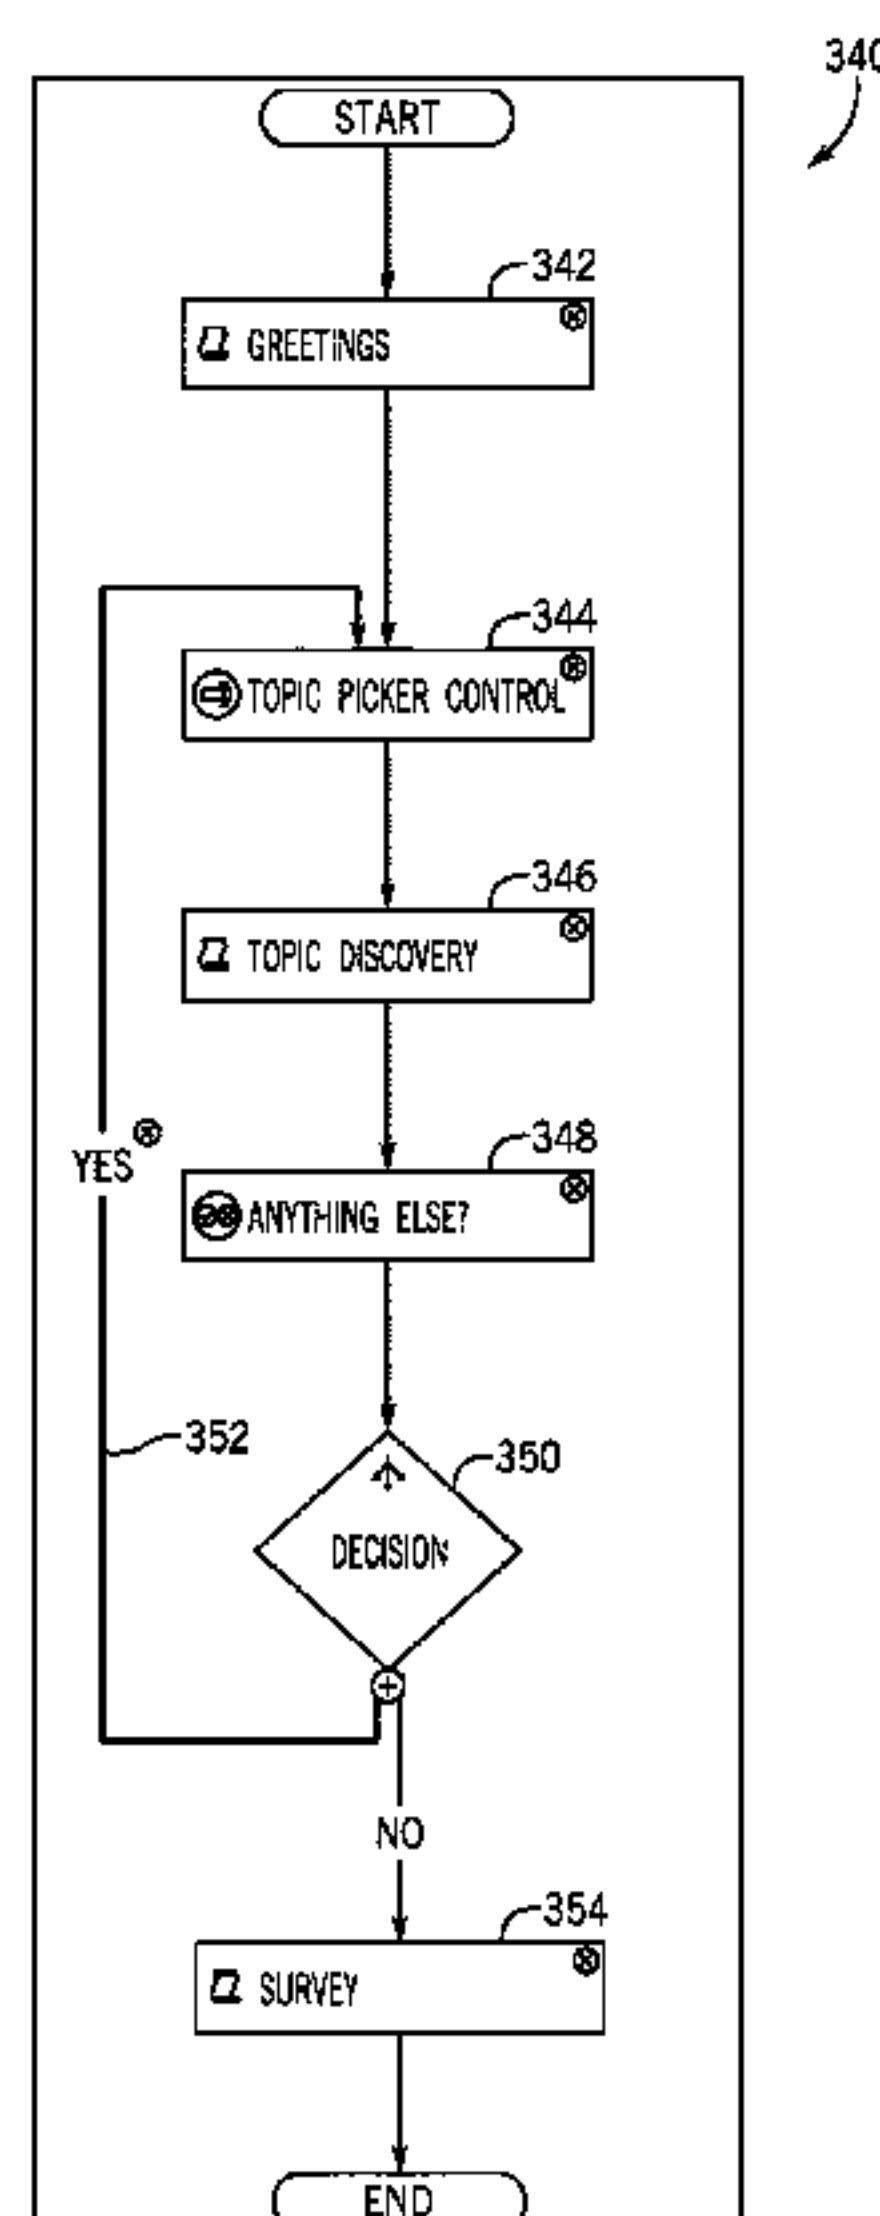 340
START
342
GREETINGS
344
TOPIC PICKER CONTROL
346
TOPIC DISCOVERY
348
YES
ANYTHING ELSE?
352
350
DECISION
NO
354
SURVEY
END